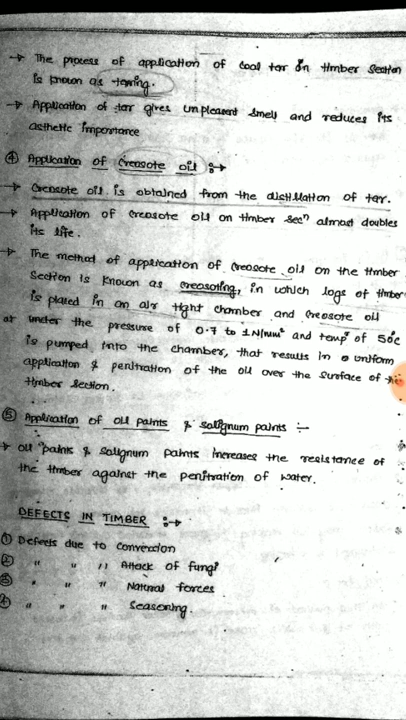 → The process of application of coal tar on timber section
is known as tarring.
→ Application of tar gives unpleasant smell and reduces its
asthetic importance
④ Application of creosote oil :→
→ Creosote oil is obtained from the distillation of tar.
→ Application of creosote oil on timber secⁿ almost doubles
its life.
→ The method of application of creosote oil on the timber
section is known as creosoting, in which logs of timber
is placed in an air tight chamber and creosote oil
at under the pressure of 0.7 to 1 N/mm² and tempᵒ of 50°c
is pumped into the chamber, that results in a uniform
application & penitration of the oil over the surface of the
timber section.
⑤ Application of oil paints & solignum paints :-
→ oil paints & solignum paints increases the resistance of
the timber against the penitration of water.
DEFECTS IN TIMBER :→
① Defects due to conversion
② " " " Attack of fungi
③ " " " Natural forces
④ " " " Seasoning.